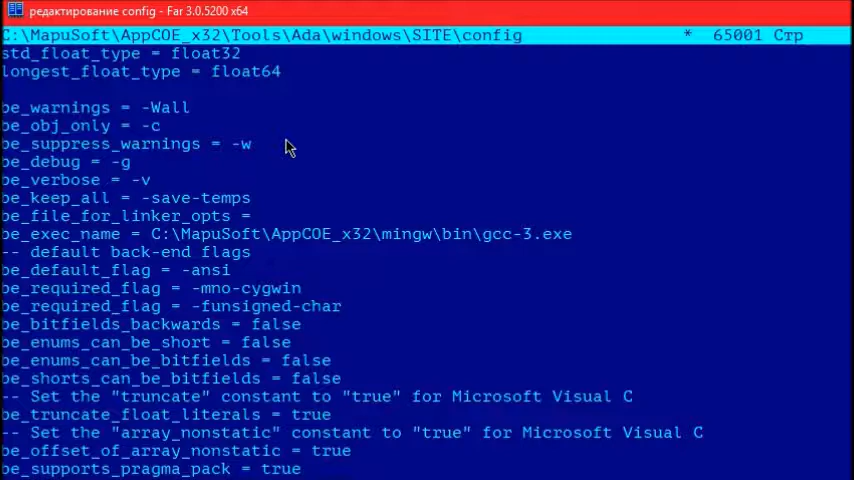 редактирование config - Far 3.0.5200 x64
C:\MapuSoft\AppCOE_x32\Tools\Ada\windows\SITE\config * 65001 Стр
std_float_type = float32
longest_float_type = float64
be_warnings = -Wall
be_obj_only = -c
be_suppress_warnings = -w
be_debug = -g
be_verbose = -v
be_keep_all = -save-temps
be_file_for_linker_opts =
be_exec_name = C:\MapuSoft\AppCOE_x32\mingw\bin\gcc-3.exe
-- default back-end flags
be_default_flag = -ansi
be_required_flag = -mno-cygwin
be_required_flag = -funsigned-char
be_bitfields_backwards = false
be_enums_can_be_short = false
be_enums_can_be_bitfields = false
be_shorts_can_be_bitfields = false
-- Set the "truncate" constant to "true" for Microsoft Visual C
be_truncate_float_literals = true
-- Set the "array_nonstatic" constant to "true" for Microsoft Visual C
be_offset_of_array_nonstatic = true
be_supports_pragma_pack = true